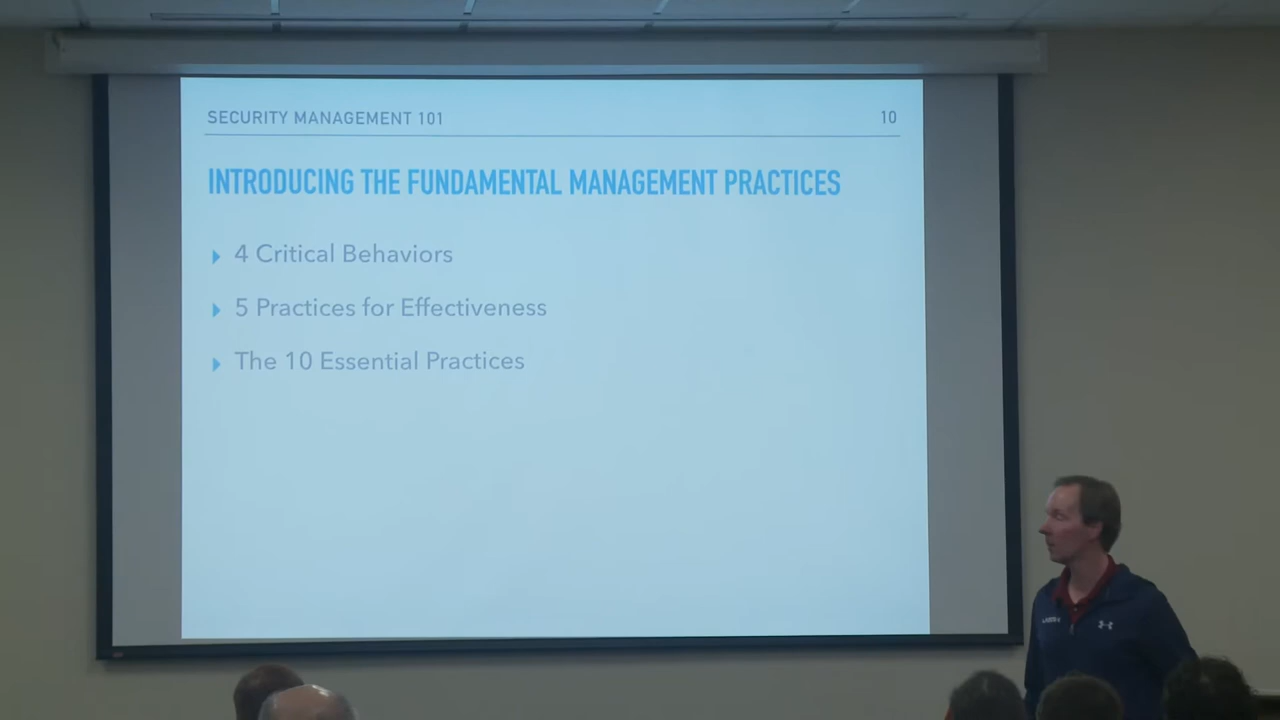 SECURITY MANAGEMENT 101
10
INTRODUCING THE FUNDAMENTAL MANAGEMENT PRACTICES
4 Critical Behaviors
5 Practices for Effectiveness
The 10 Essential Practices